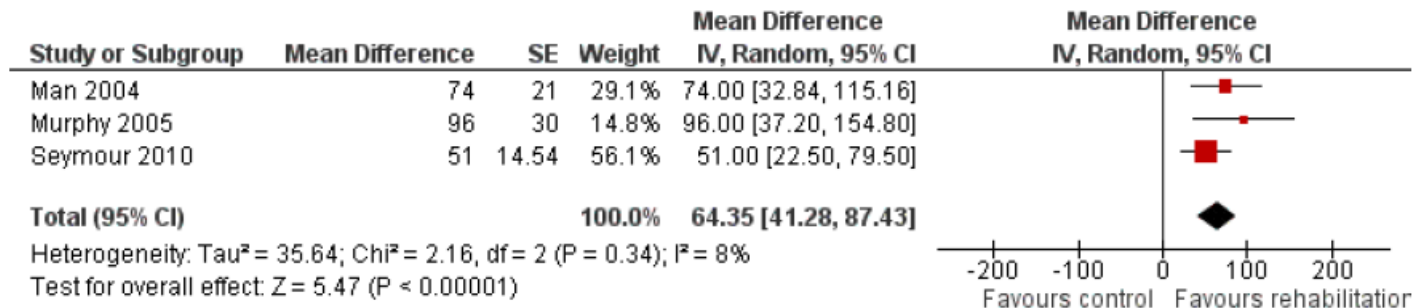 Mean Difference Mean Difference
Study or Subgroup Mean Difference SE Weight IV, Random, 95% CI IV, Random, 95% CI
Man 2004 74 21 29.1% 74.00 [32.84, 115.16]
Murphy 2005 96 30 14.8% 96.00 [37.20, 154.80]
Seymour 2010 51 14.54 56.1% 51.00 [22.50, 79.50]
Total (95% CI) 100.0% 64.35 [41.28, 87.43]
Heterogeneity: Tau² = 35.64; Chi² = 2.16, df = 2 (P = 0.34); I² = 8%
-200 -100 0 100 200
Test for overall effect: Z = 5.47 (P < 0.00001)
Favours control Favours rehabilitation